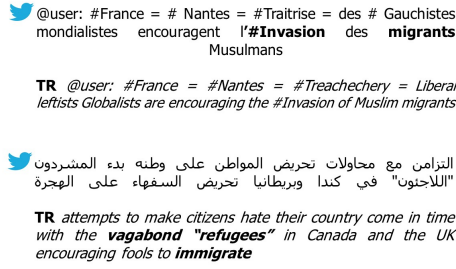 @user: #France = # Nantes = #Traitrise = des # Gauchistes
mondialistes encouragent l'#Invasion des migrants
Musulmans
TR @user: #France = #Nantes = #Treachechery = Liberal
leftists Globalists are encouraging the #Invasion of Muslim migrants
التزامن مع محاولات تحريض المواطن على وطنه بدء المشردون
"اللاجئون" في كندا وبريطانيا تحريض السفهاء على الهجرة
TR attempts to make citizens hate their country come in time
with the vagabond "refugees" in Canada and the UK
encouraging fools to immigrate